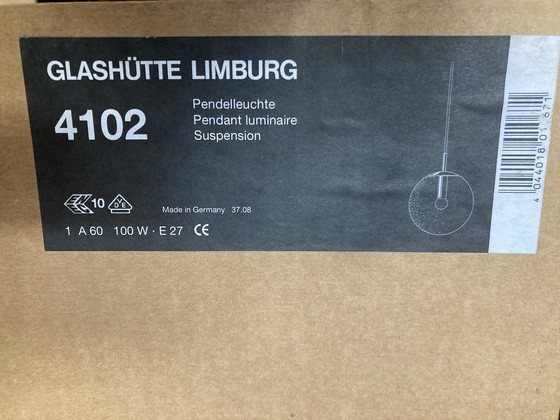 GLASHÜTTE LIMBURG
4102
Pendelleuchte
Pendant luminaire
Suspension
10
VDE
Made in Germany 37.08
1 A 60 100 W · E 27 CE
4 044018 01 671